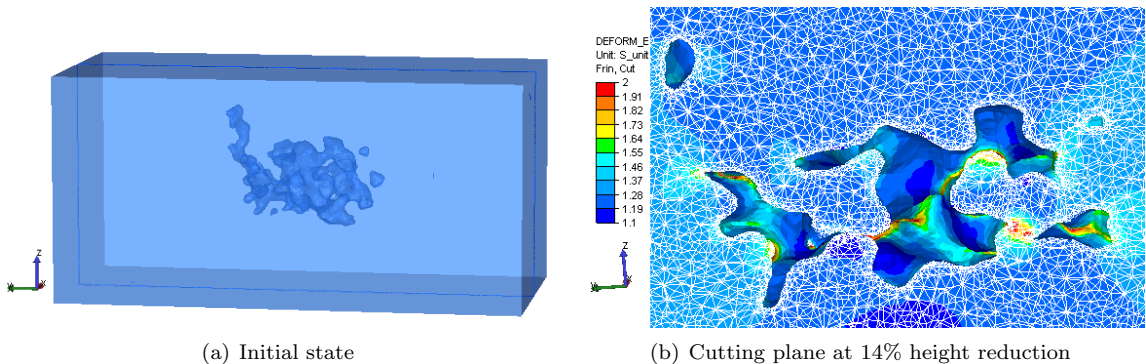 DEFORM_E
Unit: S_unit
Frin, Cut
2
1.91
1.82
1.73
1.64
1.55
1.46
1.37
1.28
1.19
1.1
Z
Z
(a) Initial state
(b) Cutting plane at 14% height reduction